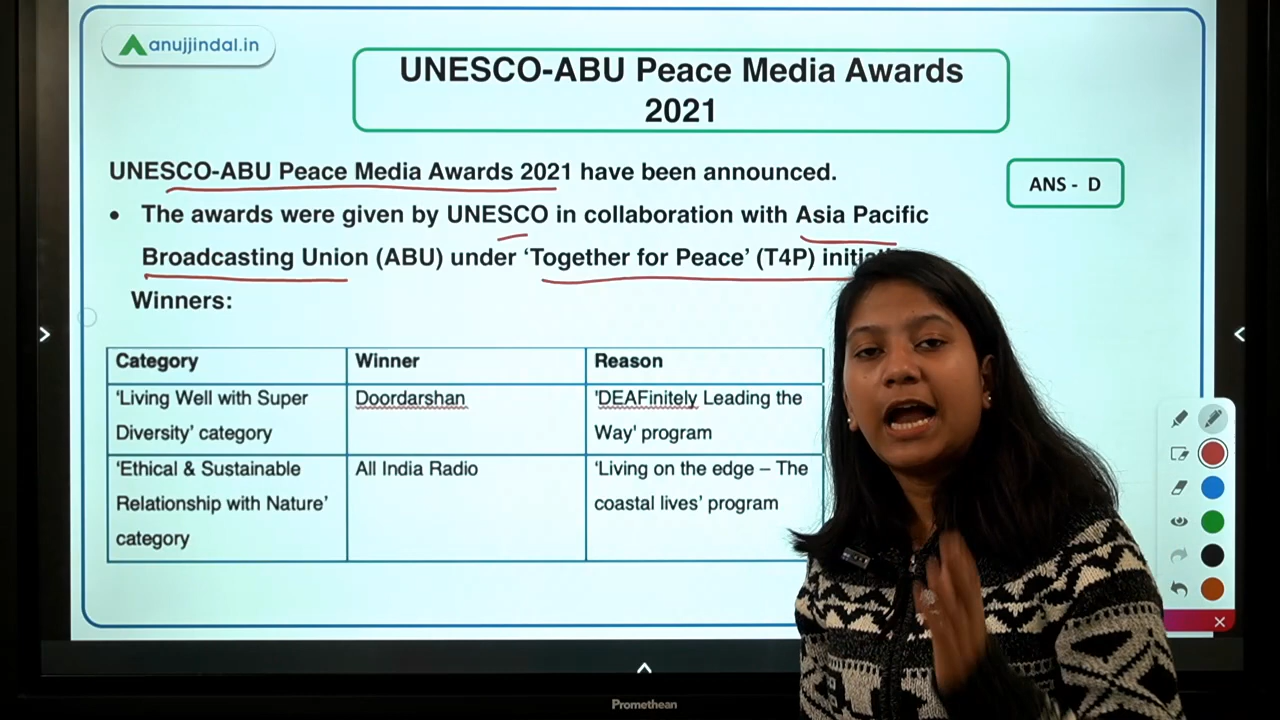 anujjindal.in
UNESCO-ABU Peace Media Awards
2021
UNESCO-ABU Peace Media Awards 2021 have been announced.
ANS - D
• The awards were given by UNESCO in collaboration with Asia Pacific
Broadcasting Union (ABU) under ‘Together for Peace’ (T4P)
Winners:
Category Winner Reason
‘Living Well with Super Doordarshan 'DEAFinitely Leading the
Diversity’ category Way' program
‘Ethical & Sustainable All India Radio ‘Living on the edge – The
Relationship with Nature’ coastal lives’ program
category
Promethean